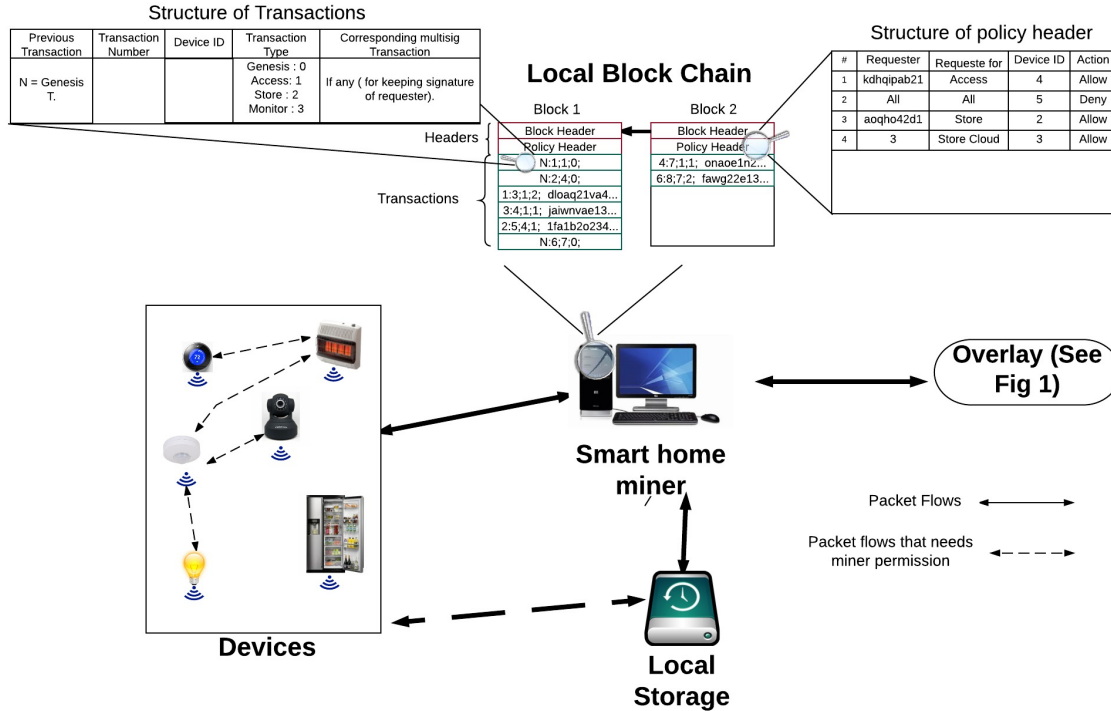 Structure of Transactions
Previous Transaction
Transaction Number
Device ID
Transaction Type
Corresponding multisig Transaction
N = Genesis T.
Genesis : 0
Access: 1
Store : 2
Monitor : 3
If any ( for keeping signature of requester).
Local Block Chain
Block 1
Block 2
Headers
Block Header
Policy Header
Transactions
N:1;1;0;
N:2;4;0;
1:3;1;2; dloaq21va4...
3:4;1;1; jaiwnvae13...
2:5;4;1; 1fa1b2o234...
N:6;7;0;
Block Header
Policy Header
4:7;1;1; onaoe1n2...
6:8;7;2; fawg22e13...
Structure of policy header
# Requester Requeste for Device ID Action
1 kdhqipab21 Access 4 Allow
2 All All 5 Deny
3 aoqho42d1 Store 2 Allow
4 3 Store Cloud 3 Allow
72
Devices
Smart home
miner
Overlay (See
Fig 1)
Packet Flows
Packet flows that needs
miner permission
Local
Storage